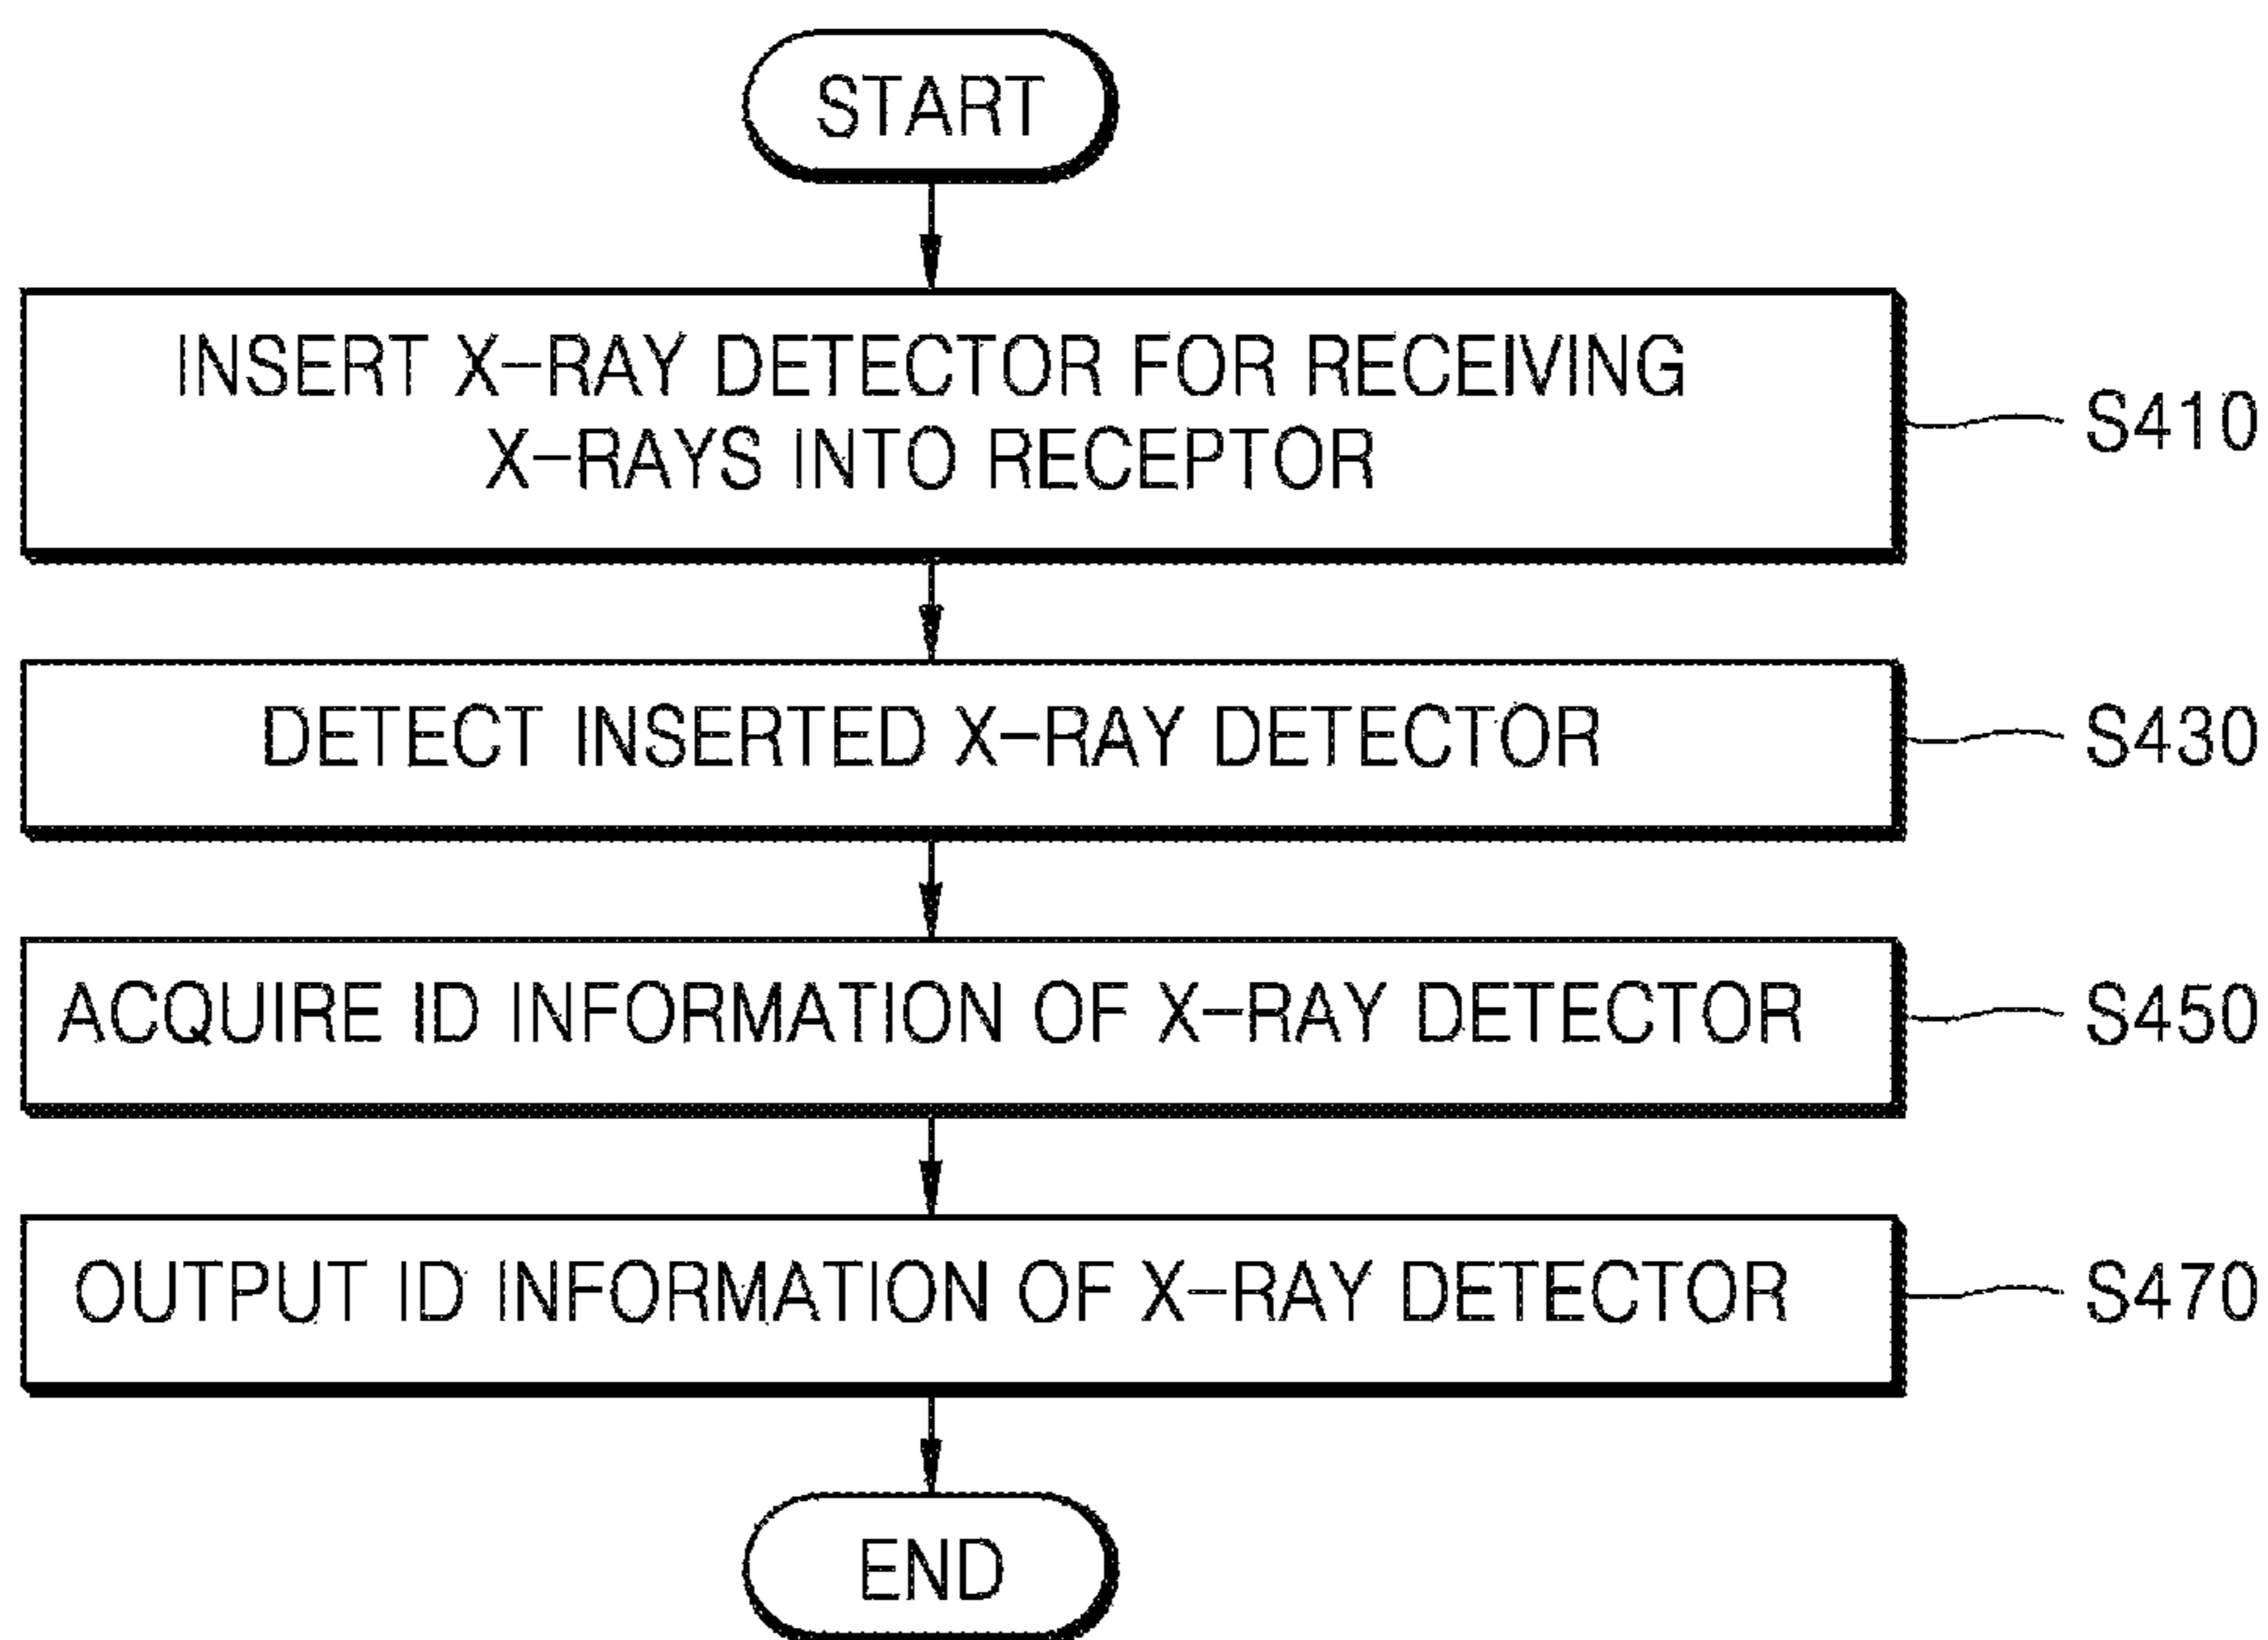 START
INSERT X-RAY DETECTOR FOR RECEIVING
X-RAYS INTO RECEPTOR
S410
DETECT INSERTED X-RAY DETECTOR
S430
ACQUIRE ID INFORMATION OF X-RAY DETECTOR
S450
OUTPUT ID INFORMATION OF X-RAY DETECTOR
S470
END